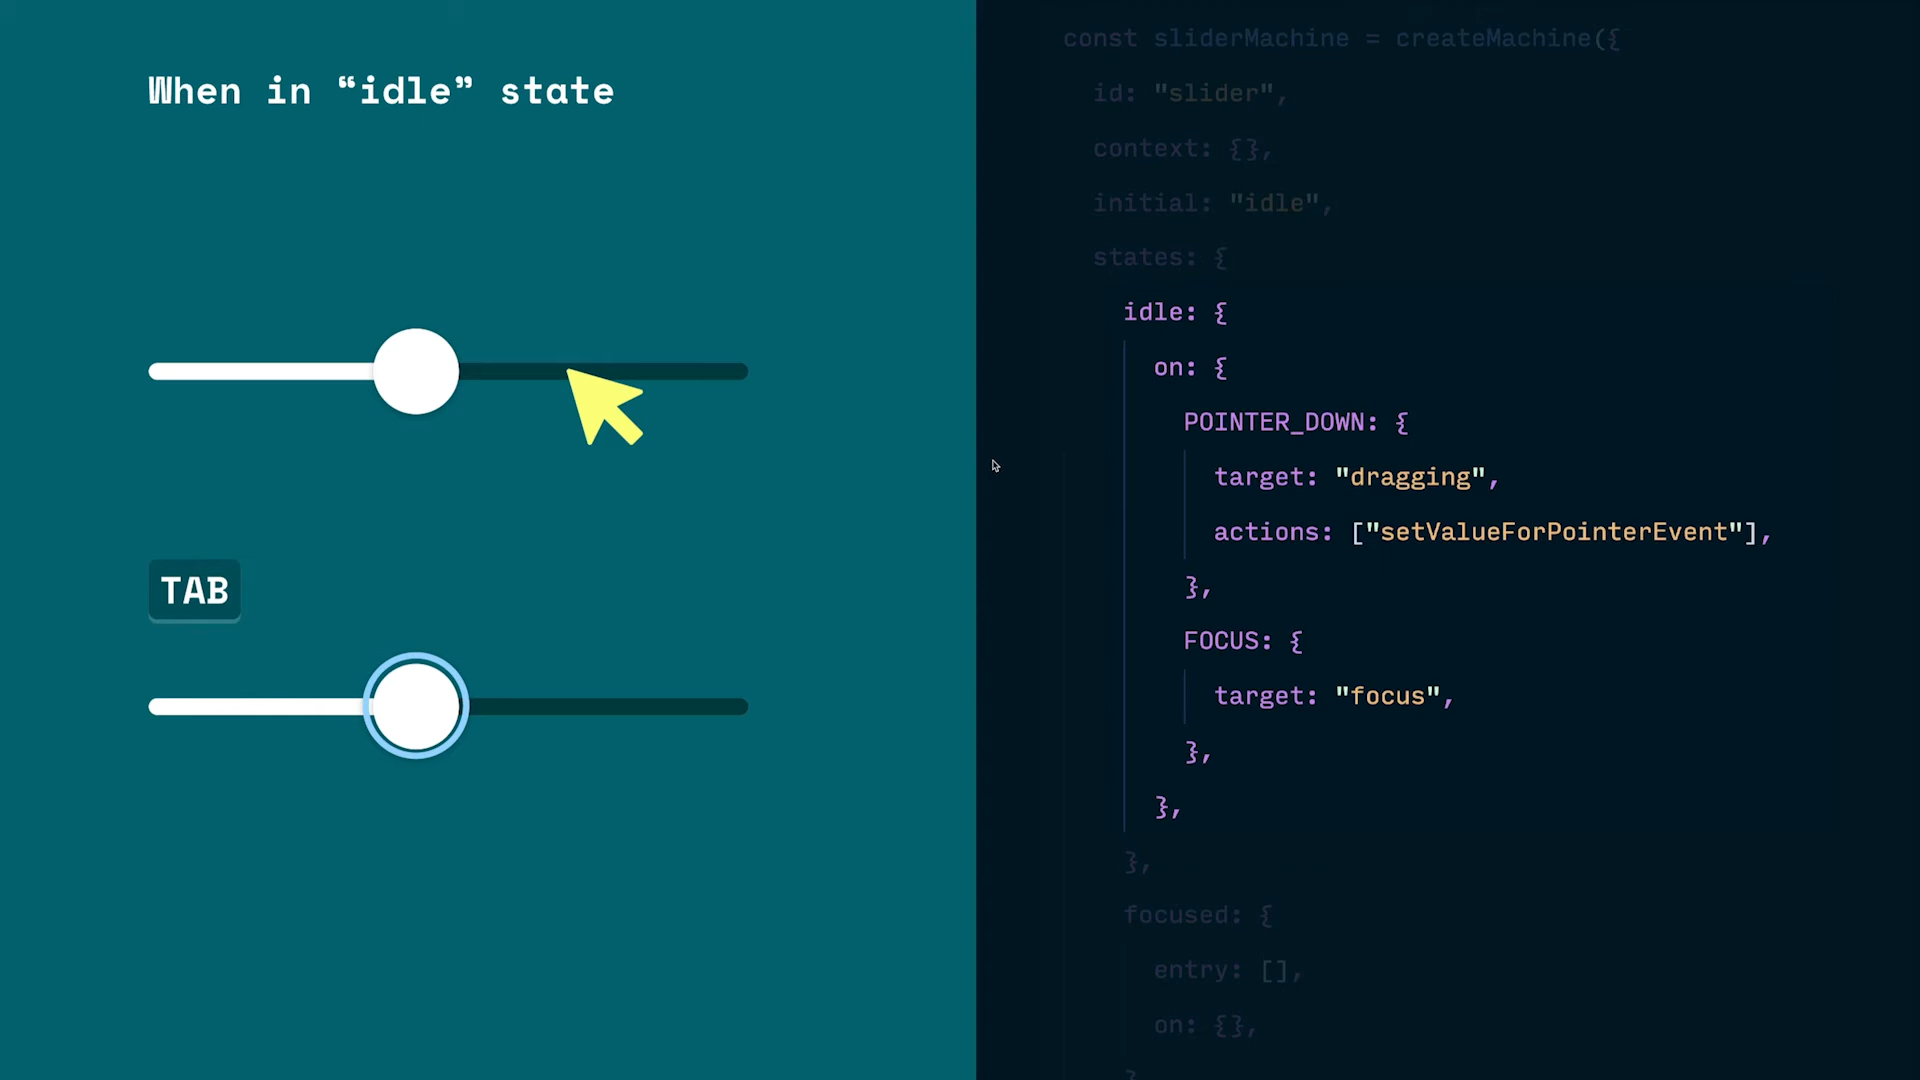 When in “idle” state
TAB
const sliderMachine = createMachine({
id: "slider",
context: {},
initial: "idle",
states: {
idle: {
on: {
POINTER_DOWN: {
target: "dragging",
actions: ["setValueForPointerEvent"],
},
FOCUS: {
target: "focus",
},
},
},
focused: {
entry: [],
on: {},